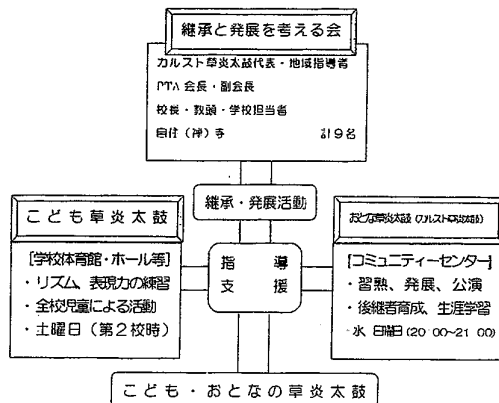 継承と発展を考える会
カルスト草炎太鼓代表・地域指導者
PTA 会長・副会長
校長・教頭・学校担当者
自住（禅）寺 計9名
継承・発展活動
こども草炎太鼓
[学校体育館・ホール等]
・リズム、表現力の練習
・全校児童による活動
・土曜日（第2校時）
指導
支援
おとな草炎太鼓（カルスト草炎太鼓）
[コミュニティーセンター]
・習熟、発展、公演
・後継者育成、生涯学習
・水 日曜日(20:00~21:00)
こども・おとなの草炎太鼓